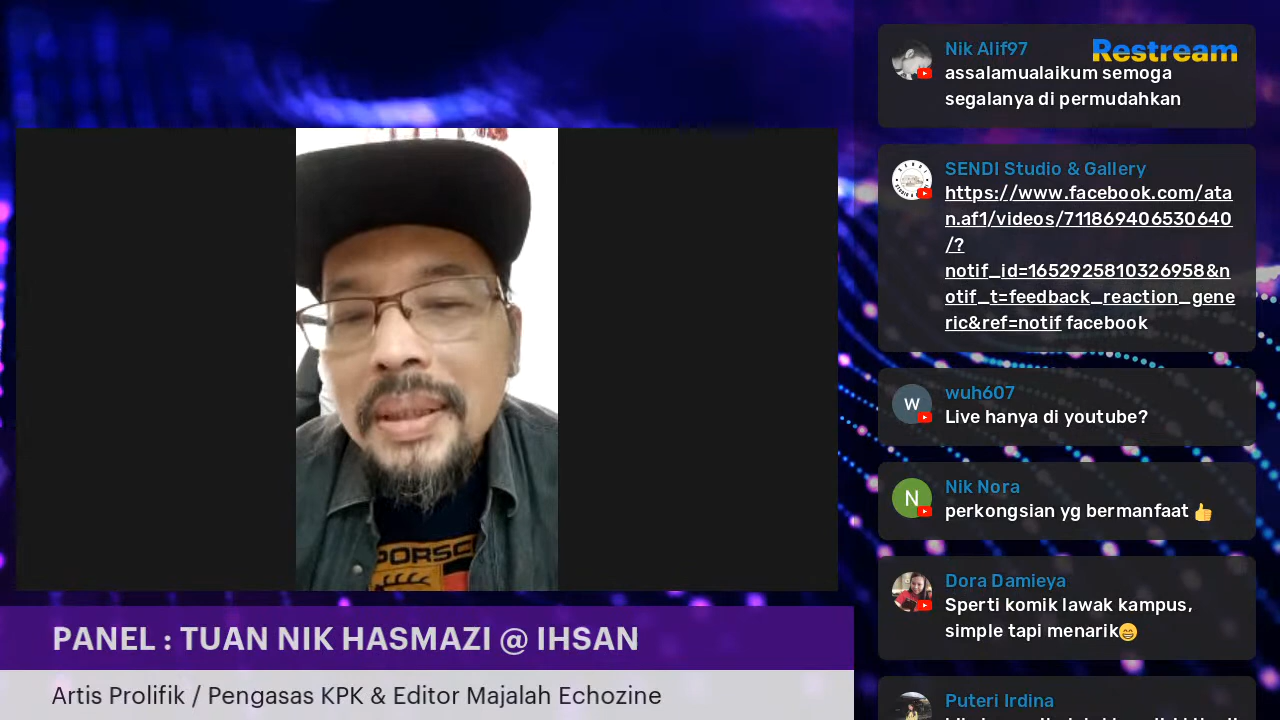 PORSC
PANEL : TUAN NIK HASMAZI @ IHSAN
Artis Prolifik / Pengasas KPK & Editor Majalah Echozine
Restream
Nik Alif97
assalamualaikum semoga
segalanya di permudahkan
SENDI Studio & Gallery
https://www.facebook.com/ata
n.af1/videos/711869406530640
/?
notif_id=1652925810326958&n
otif_t=feedback_reaction_gene
ric&ref=notif facebook
W
wuh607
Live hanya di youtube?
N
Nik Nora
perkongsian yg bermanfaat 👍
Dora Damieya
Sperti komik lawak kampus,
simple tapi menarik😄
Puteri Irdina